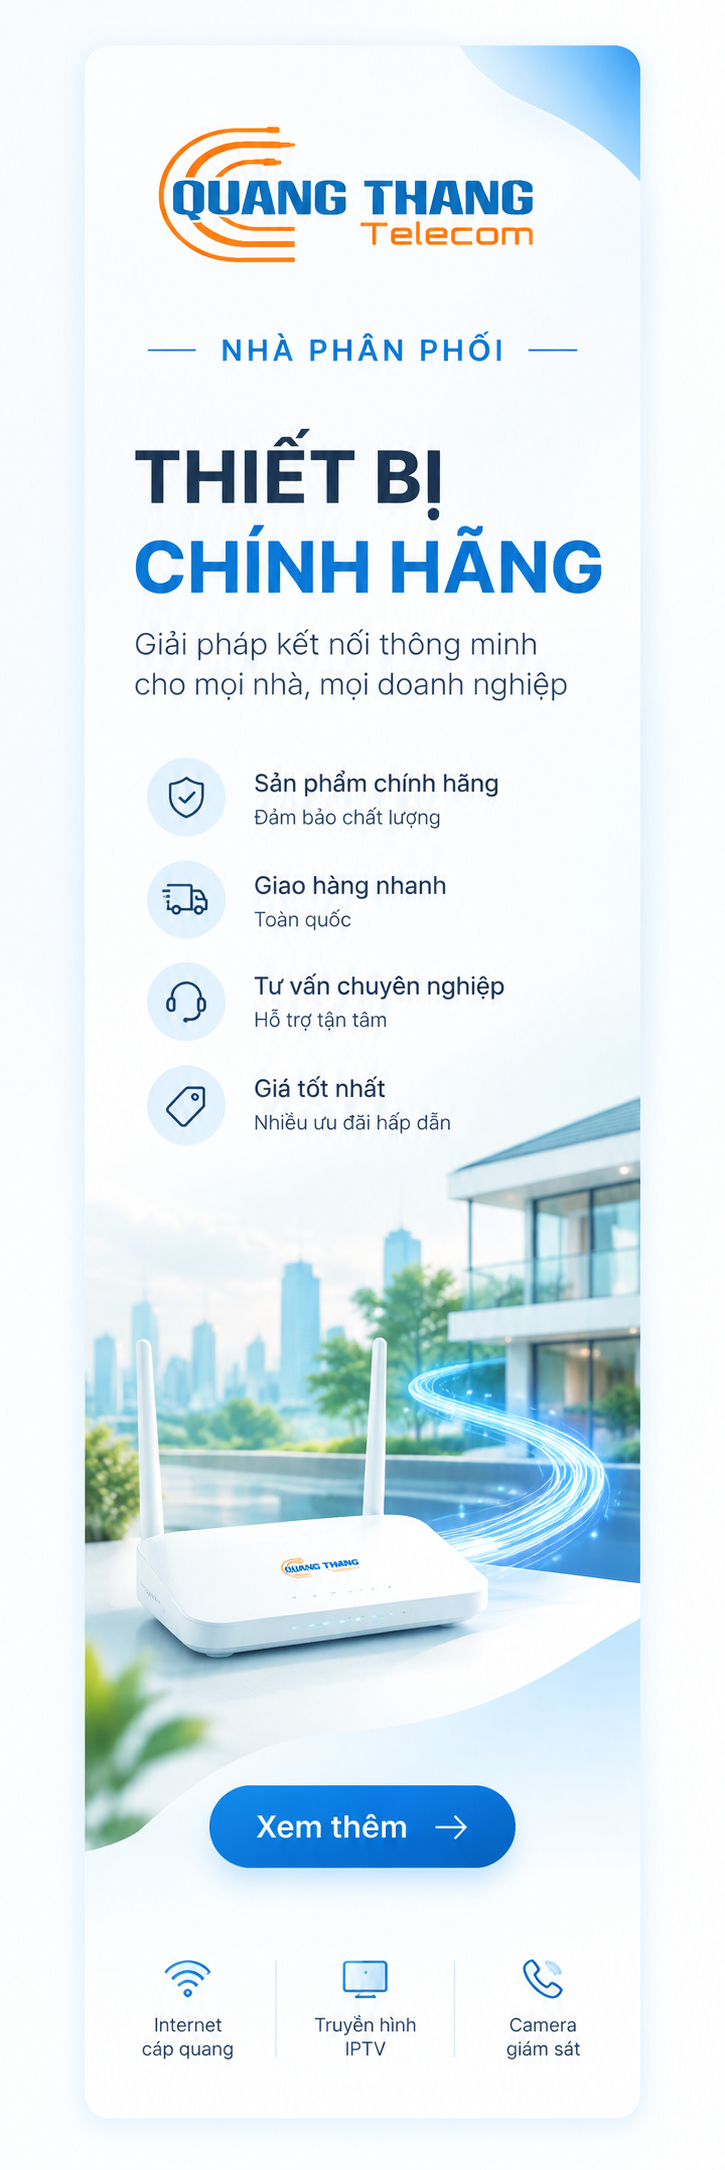 QUANG THANG
Telecom
NHÀ PHÂN PHỐI
THIẾT BỊ
CHÍNH HÃNG
Giải pháp kết nối thông minh
cho mọi nhà, mọi doanh nghiệp
Sản phẩm chính hãng
Đảm bảo chất lượng
Giao hàng nhanh
Toàn quốc
Tư vấn chuyên nghiệp
Hỗ trợ tận tâm
Giá tốt nhất
Nhiều ưu đãi hấp dẫn
QUANG THANG
Xem thêm
Internet
cáp quang
Truyền hình
IPTV
Camera
giám sát